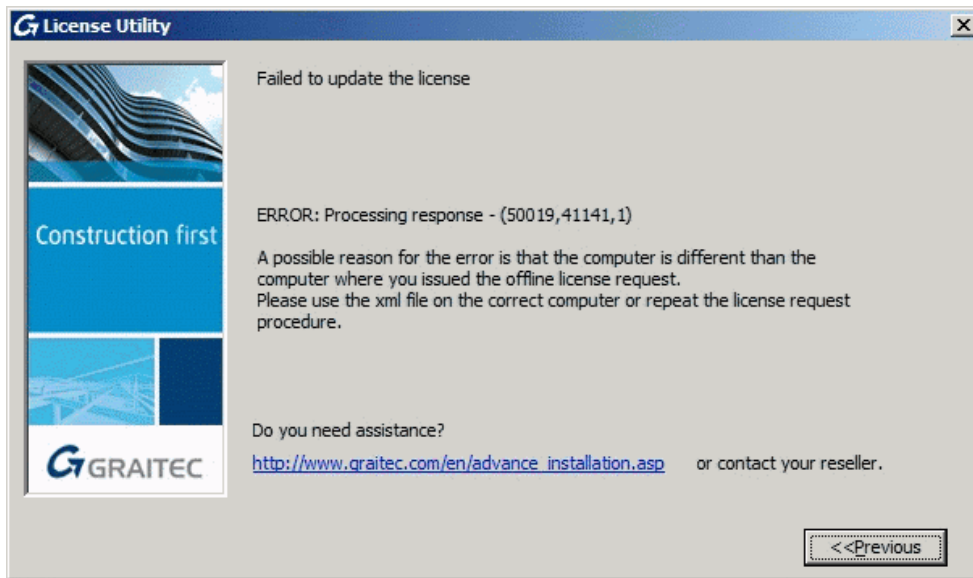 License Utility
Failed to update the license
Construction first
ERROR: Processing response - (50019,41141,1)
A possible reason for the error is that the computer is different than the
computer where you issued the offline license request.
Please use the xml file on the correct computer or repeat the license request
procedure.
GRAITEC
Do you need assistance?
http://www.graitec.com/en/advance_installation.asp or contact your reseller.
<<Previous